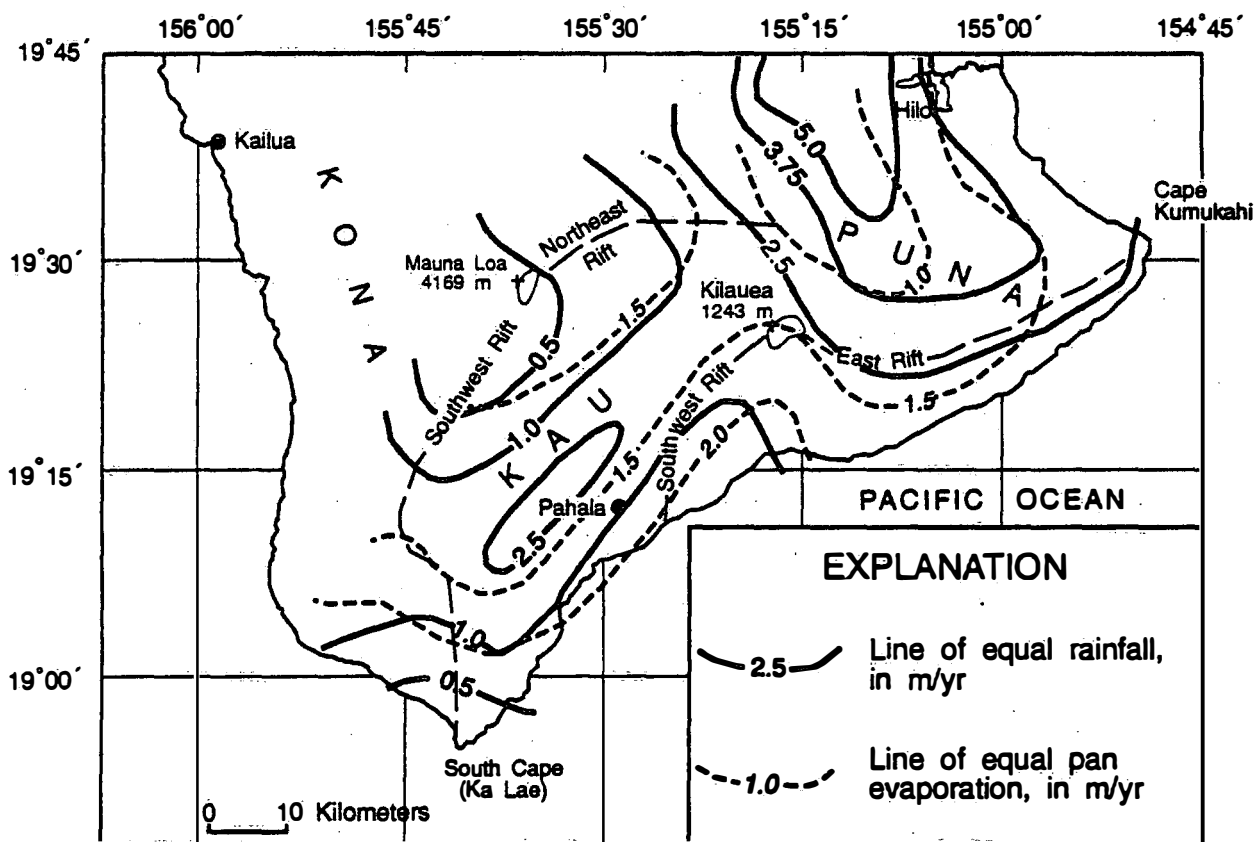 156°00′ 155°45′ 155°30′ 155°15′ 155°00′ 154°45′
19°45′
Hilo
Kailua
5.0
3.75
KONA
Cape
Kumukahi
Northeast
Rift
PUNA
2.5
19°30′
Mauna Loa
4169 m
1.0
Kilauea
1243 m
1.5
0.5
East Rift
Southwest Rift
Southwest Rift
1.5
KAU
1.0
2.0
1.5
19°15′
Pahala
PACIFIC OCEAN
2.5
EXPLANATION
1.0
Line of equal rainfall,
2.5
in m/yr
19°00′
0.5
Line of equal pan
1.0
evaporation, in m/yr
South Cape
(Ka Lae)
0 10 Kilometers